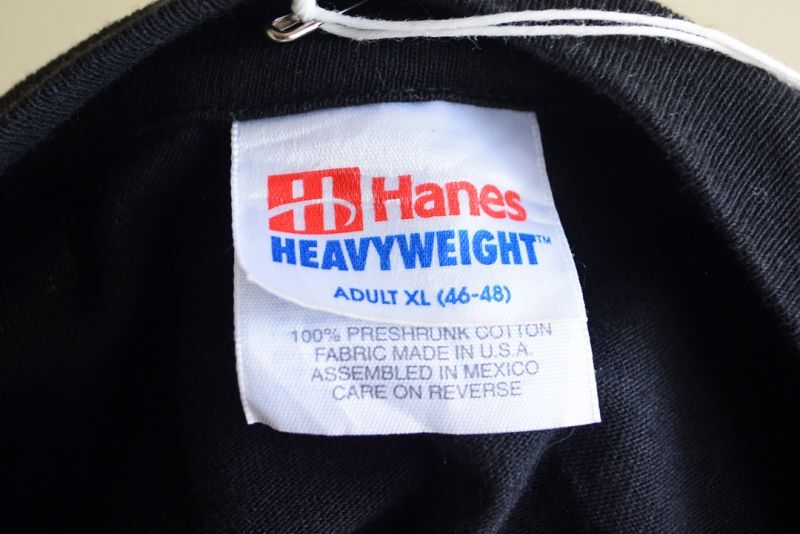 Hanes
HEAVYWEIGHT™
ADULT XL (46-48)
100% PRESHRUNK COTTON
FABRIC MADE IN U.S.A.
ASSEMBLED IN MEXICO
CARE ON REVERSE